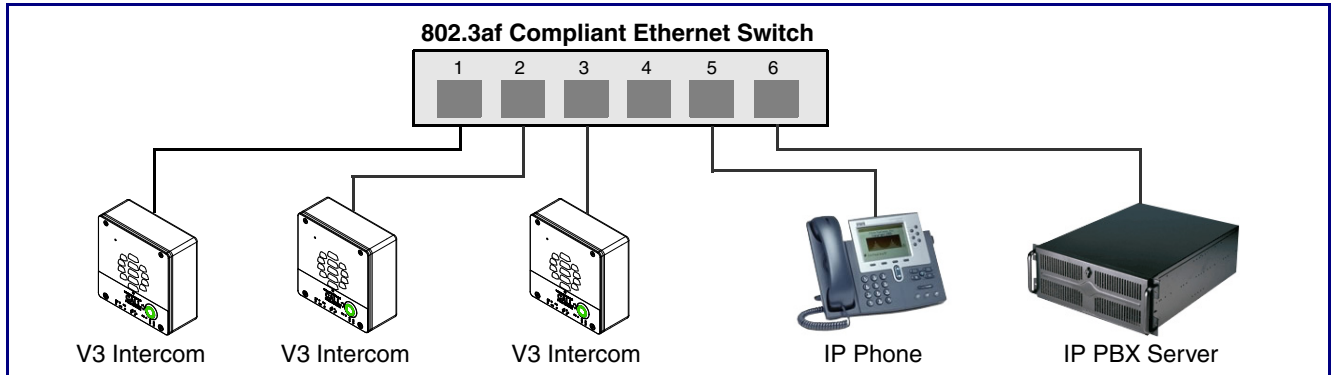 802.3af Compliant Ethernet Switch
1 2 3 4 5 6
V3 Intercom V3 Intercom V3 Intercom IP Phone IP PBX Server